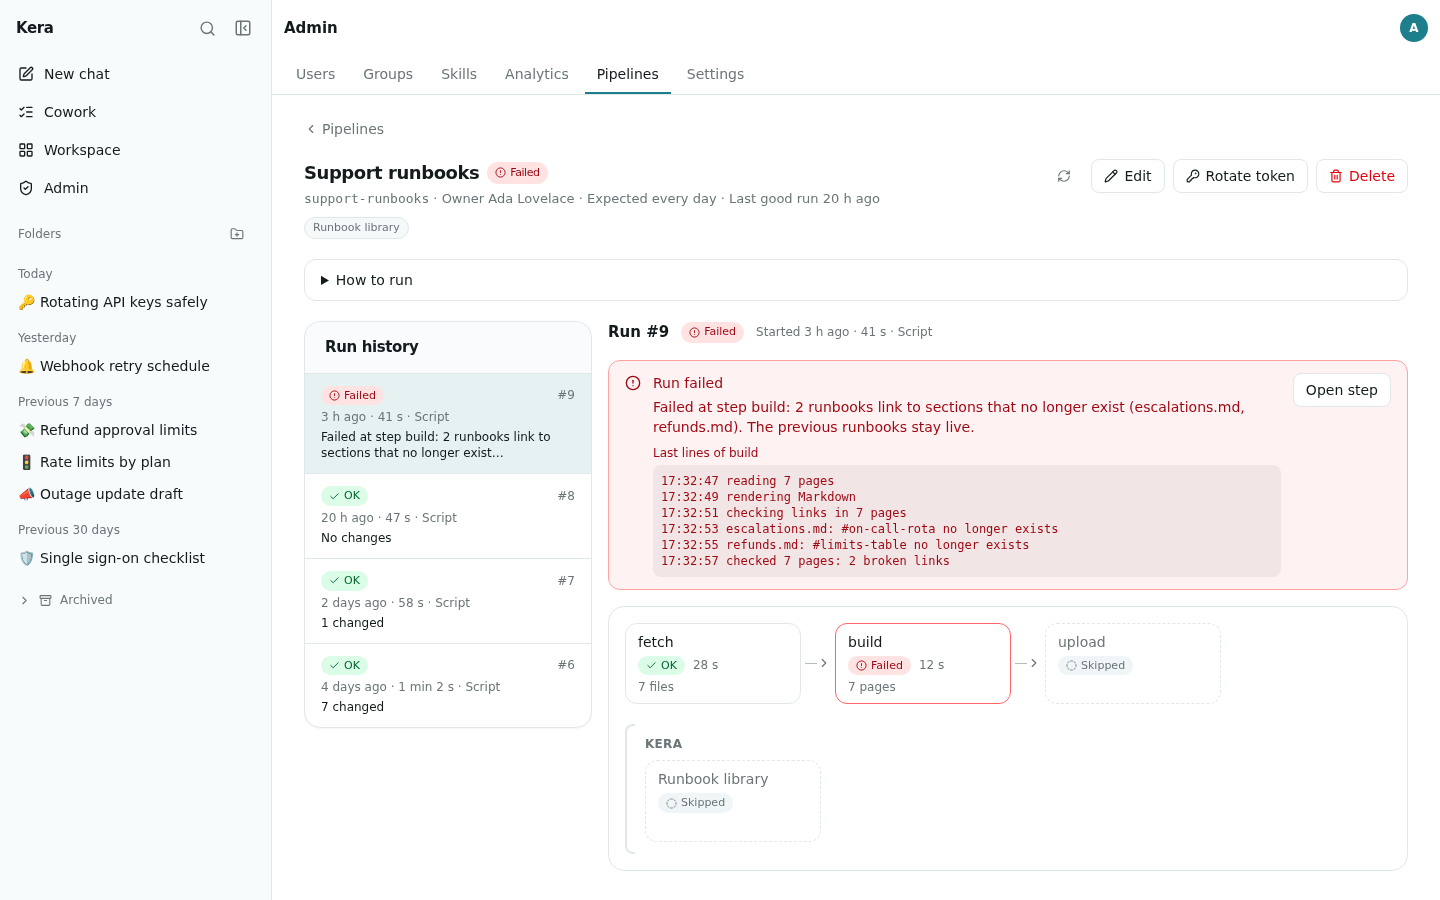 Kera
New chat
Cowork
Workspace
Admin
Folders
Today
🔑 Rotating API keys safely
Yesterday
🔔 Webhook retry schedule
Previous 7 days
💸 Refund approval limits
🚦 Rate limits by plan
📣 Outage update draft
Previous 30 days
🛡️ Single sign-on checklist
Archived
Admin
A
Users Groups Skills Analytics Pipelines Settings
Pipelines
Support runbooks Failed
Edit Rotate token Delete
support-runbooks · Owner Ada Lovelace · Expected every day · Last good run 20 h ago
Runbook library
How to run
Run history
Failed #9
3 h ago · 41 s · Script
Failed at step build: 2 runbooks link to
sections that no longer exist…
OK #8
20 h ago · 47 s · Script
No changes
OK #7
2 days ago · 58 s · Script
1 changed
OK #6
4 days ago · 1 min 2 s · Script
7 changed
Run #9 Failed Started 3 h ago · 41 s · Script
Run failed
Open step
Failed at step build: 2 runbooks link to sections that no longer exist (escalations.md,
refunds.md). The previous runbooks stay live.
Last lines of build
17:32:47 reading 7 pages
17:32:49 rendering Markdown
17:32:51 checking links in 7 pages
17:32:53 escalations.md: #on-call-rota no longer exists
17:32:55 refunds.md: #limits-table no longer exists
17:32:57 checked 7 pages: 2 broken links
fetch
OK 28 s
7 files
build
Failed 12 s
7 pages
upload
Skipped
KERA
Runbook library
Skipped